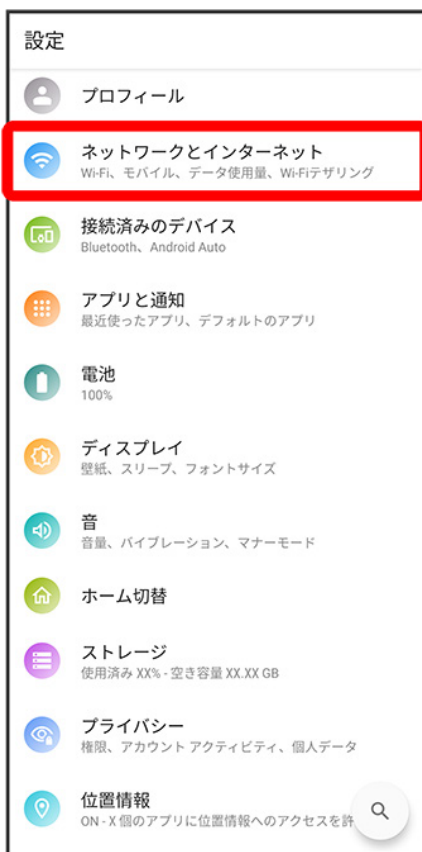 設定
プロフィール
ネットワークとインターネット
Wi-Fi、モバイル、データ使用量、Wi-Fiテザリング
接続済みのデバイス
Bluetooth、Android Auto
アプリと通知
最近使ったアプリ、デフォルトのアプリ
電池
100%
ディスプレイ
壁紙、スリープ、フォントサイズ
音
音量、バイブレーション、マナーモード
ホーム切替
ストレージ
使用済み XX% - 空き容量 XX.XX GB
プライバシー
権限、アカウント アクティビティ、個人データ
位置情報
ON - X 個のアプリに位置情報へのアクセスを許